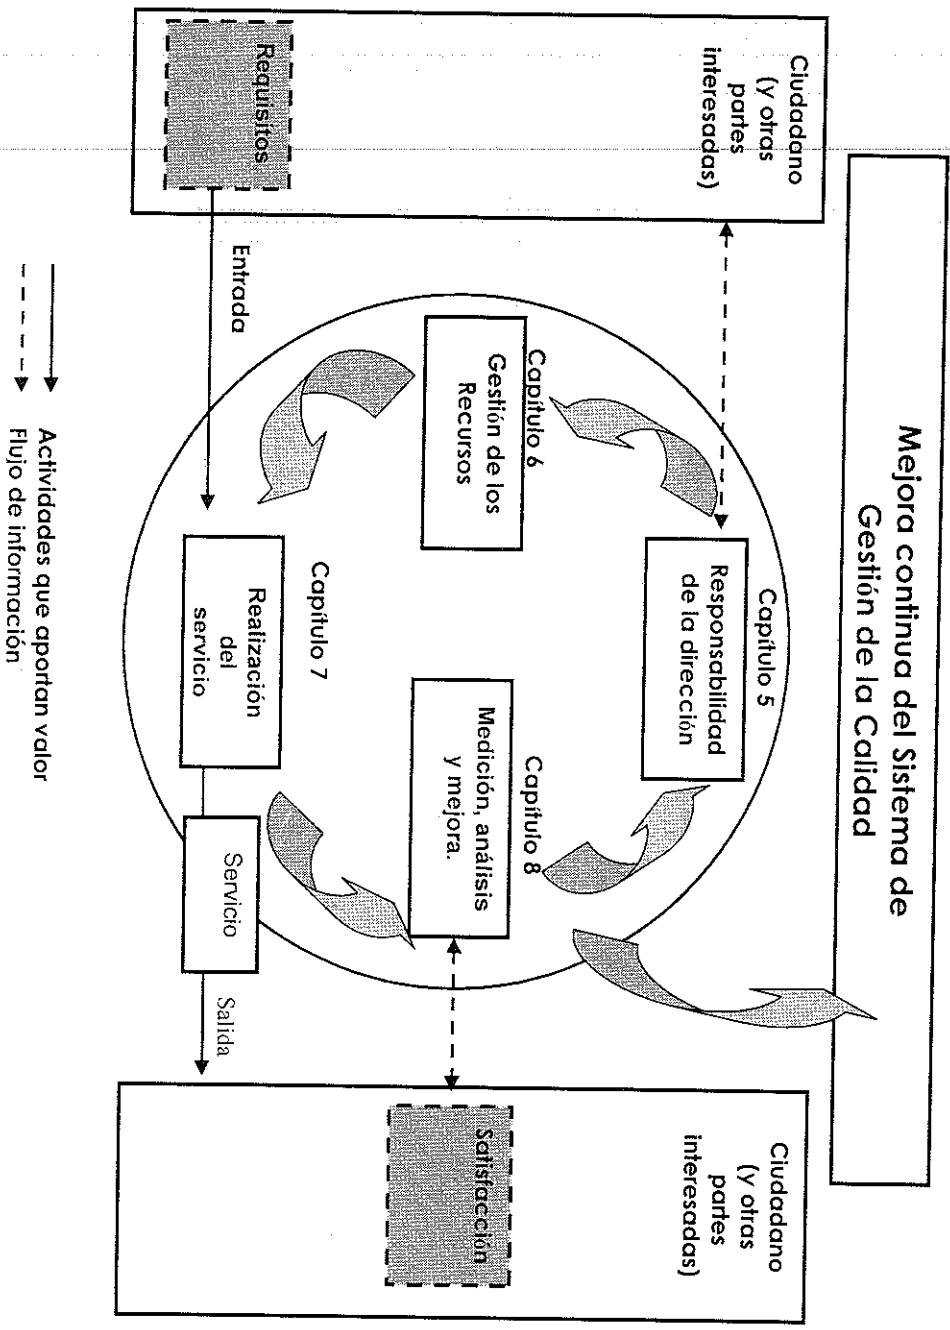 Mejora continua del Sistema de
Gestión de la Calidad
Ciudadano
(y otras
partes
interesadas)
Requisitos
Entrada
Capítulo 5
Responsabilidad
de la dirección
Capítulo 6
Gestión de los
Recursos
Capítulo 8
Medición, análisis
y mejora.
Capítulo 7
Realización
del
servicio
Servicio
Salida
Ciudadano
(y otras
partes
interesadas)
Satisfacción
Actividades que aportan valor
Flujo de información